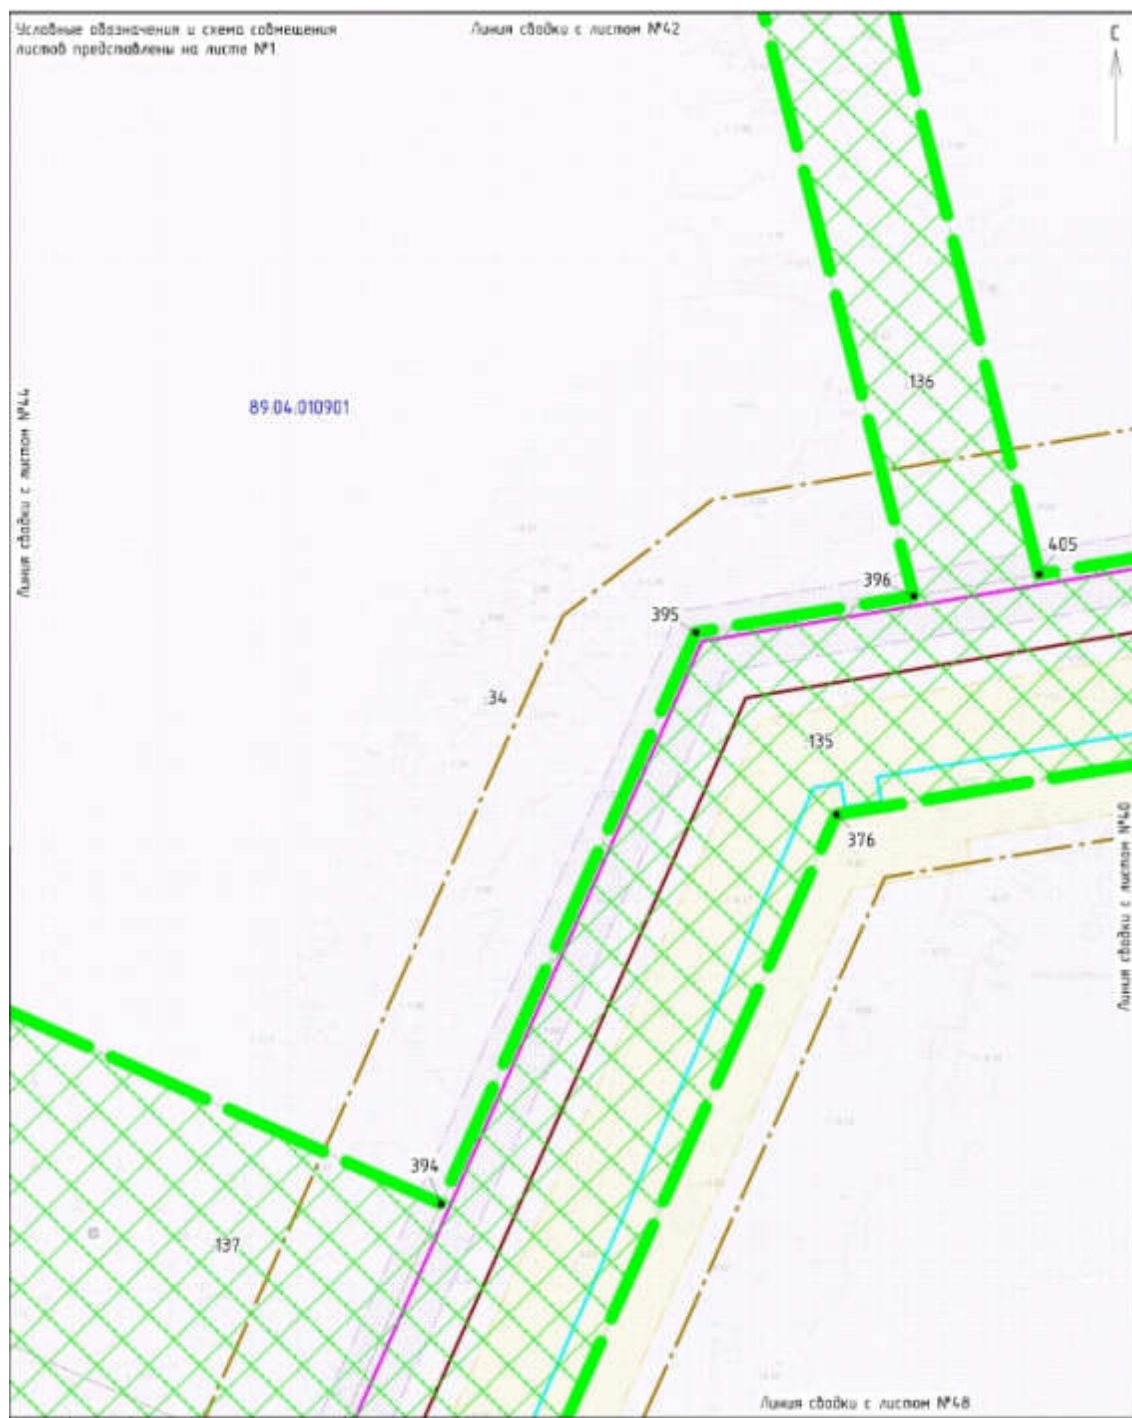 Условные обозначения и схема совмещения
листов представлены на листе №1
Линия сводки с листом №42
С
136
89:04:010901
Линия сводки с листом №44
405
396
395
:34
:135
376
Линия сводки с листом №40
394
:137
Линия сводки с листом №48